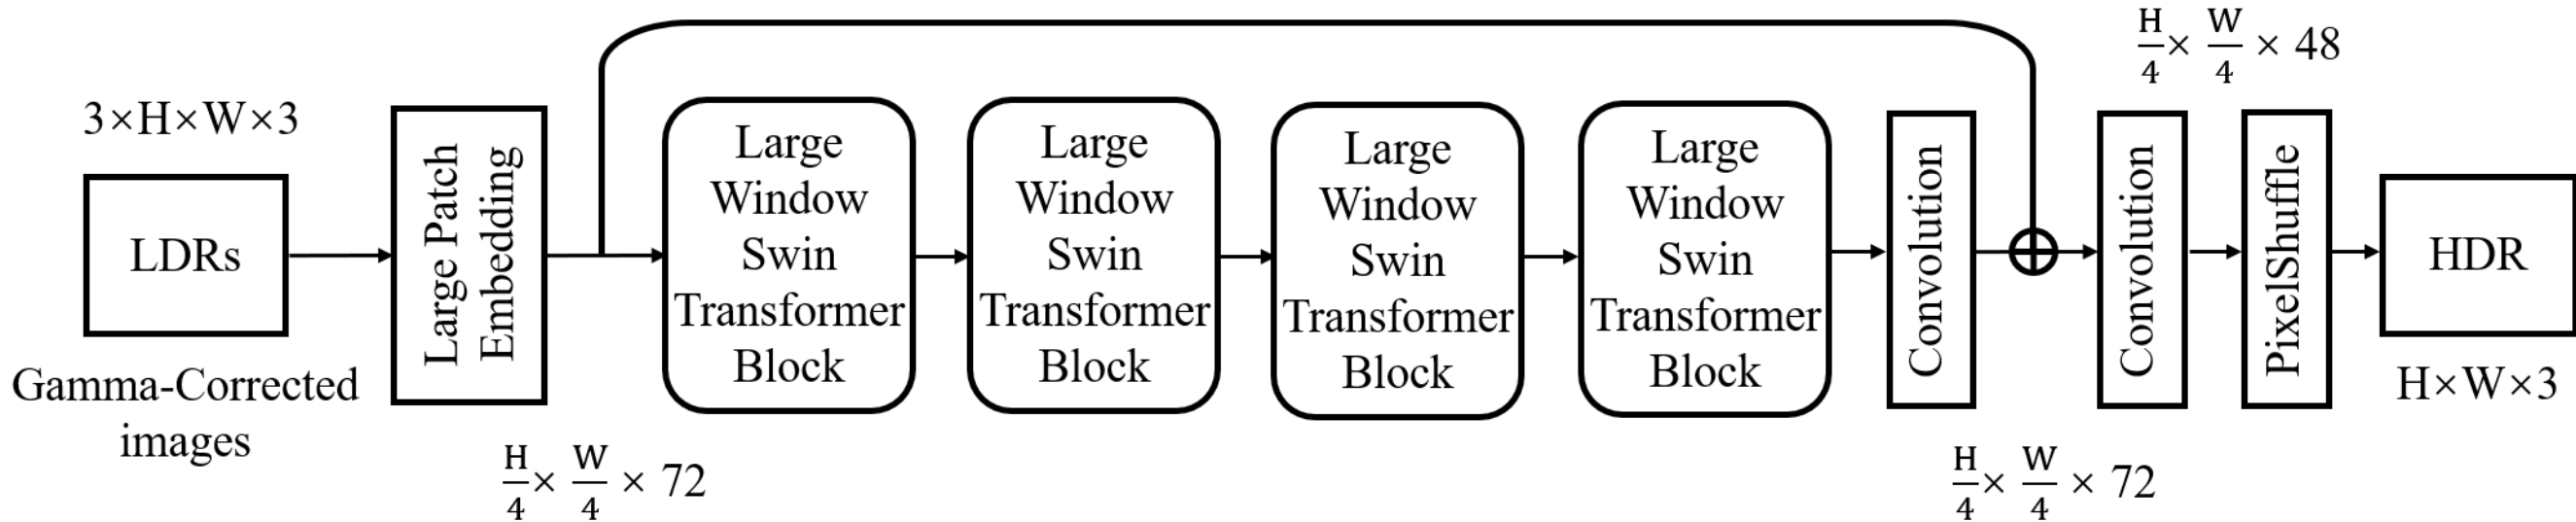 3×H×W×3
LDRs
Gamma-Corrected
images
Large Patch
Embedding
H/4 × W/4 × 72
Large
Window
Swin
Transformer
Block
Large
Window
Swin
Transformer
Block
Large
Window
Swin
Transformer
Block
Large
Window
Swin
Transformer
Block
Convolution
H/4 × W/4 × 72
Convolution
H/4 × W/4 × 48
PixelShuffle
HDR
H×W×3